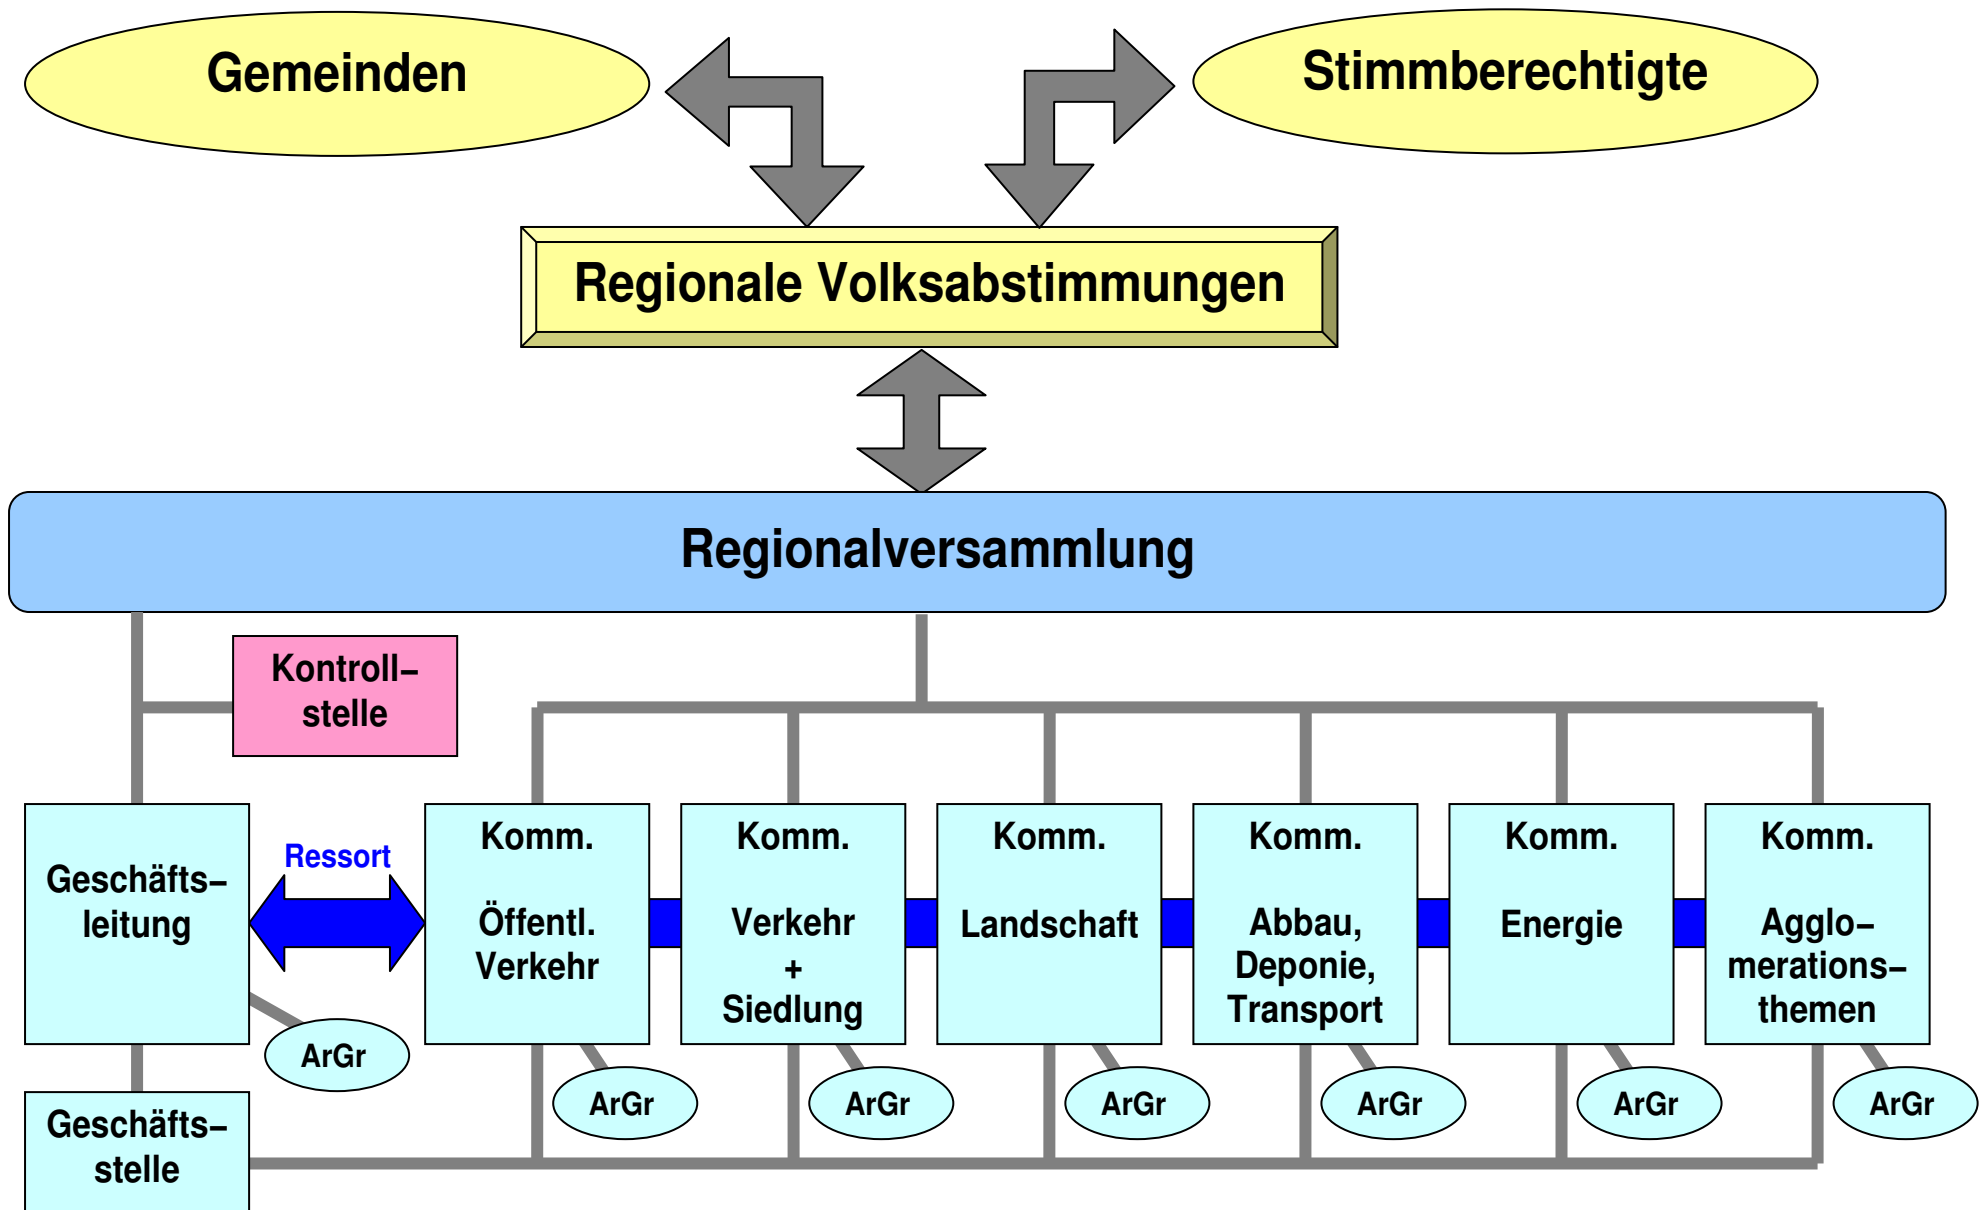 Gemeinden
Stimmberechtigte
Regionale Volksabstimmungen
Regionalversammlung
Kontroll–
stelle
Geschäfts–
leitung
Ressort
Komm.
Öffentl.
Verkehr
Komm.
Verkehr
+
Siedlung
Komm.
Landschaft
Komm.
Abbau,
Deponie,
Transport
Komm.
Energie
Komm.
Agglo–
merations–
themen
ArGr
ArGr
ArGr
ArGr
ArGr
ArGr
ArGr
Geschäfts–
stelle